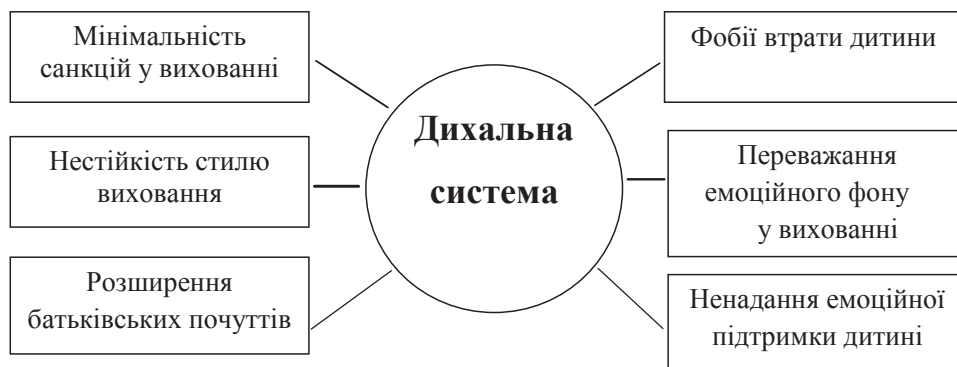 Мінімальність
санкцій у вихованні
Нестійкість стилю
виховання
Розширення
батьківських почуттів
Дихальна
система
Фобії втрати дитини
Переважання
емоційного фону
у вихованні
Ненадання емоційної
підтримки дитині